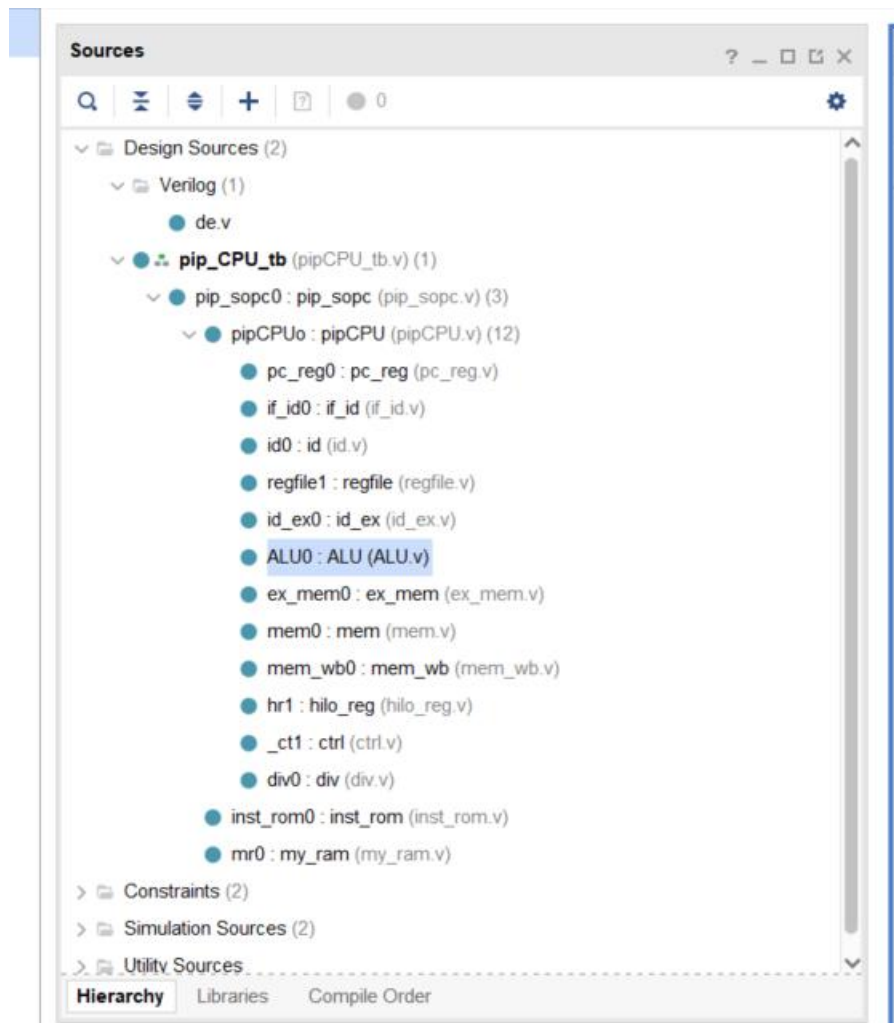 Sources
? 
0
Design Sources (2)
Verilog (1)
de.v
pip_CPU_tb (pipCPU_tb.v) (1)
pip_sopc0 : pip_sopc (pip_sopc.v) (3)
pipCPUo : pipCPU (pipCPU.v) (12)
pc_reg0 : pc_reg (pc_reg.v)
if_id0 : if_id (if_id.v)
id0 : id (id.v)
regfile1 : regfile (regfile.v)
id_ex0 : id_ex (id_ex.v)
ALU0 : ALU (ALU.v)
ex_mem0 : ex_mem (ex_mem.v)
mem0 : mem (mem.v)
mem_wb0 : mem_wb (mem_wb.v)
hr1 : hilo_reg (hilo_reg.v)
_ct1 : ctrl (ctrl.v)
div0 : div (div.v)
inst_rom0 : inst_rom (inst_rom.v)
mr0 : my_ram (my_ram.v)
Constraints (2)
Simulation Sources (2)
Utility Sources
Hierarchy Libraries Compile Order